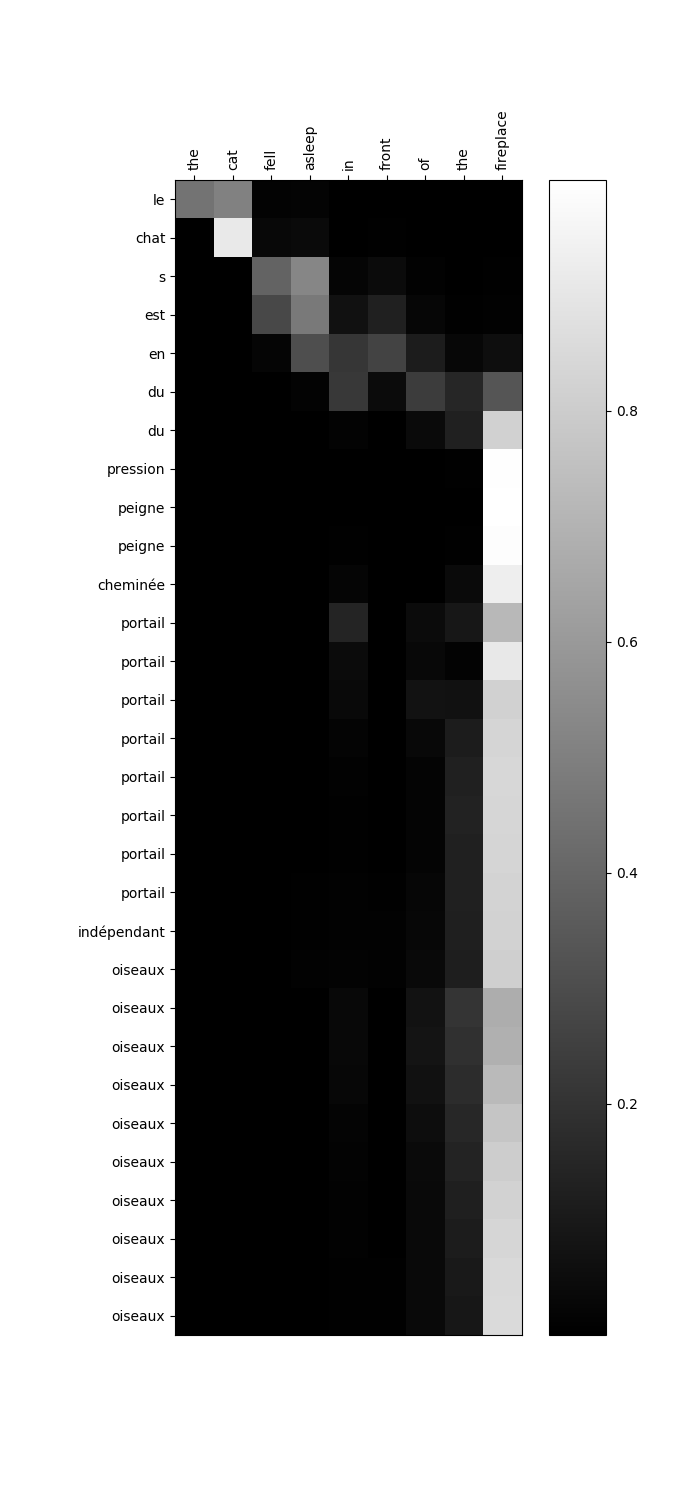 the cat fell asleep in front of the fireplace
le
chat
s
est
en
du
du
pression
peigne
peigne
cheminée
portail
portail
portail
portail
portail
portail
portail
portail
indépendant
oiseaux
oiseaux
oiseaux
oiseaux
oiseaux
oiseaux
oiseaux
oiseaux
oiseaux
oiseaux
0.8
0.6
0.4
0.2